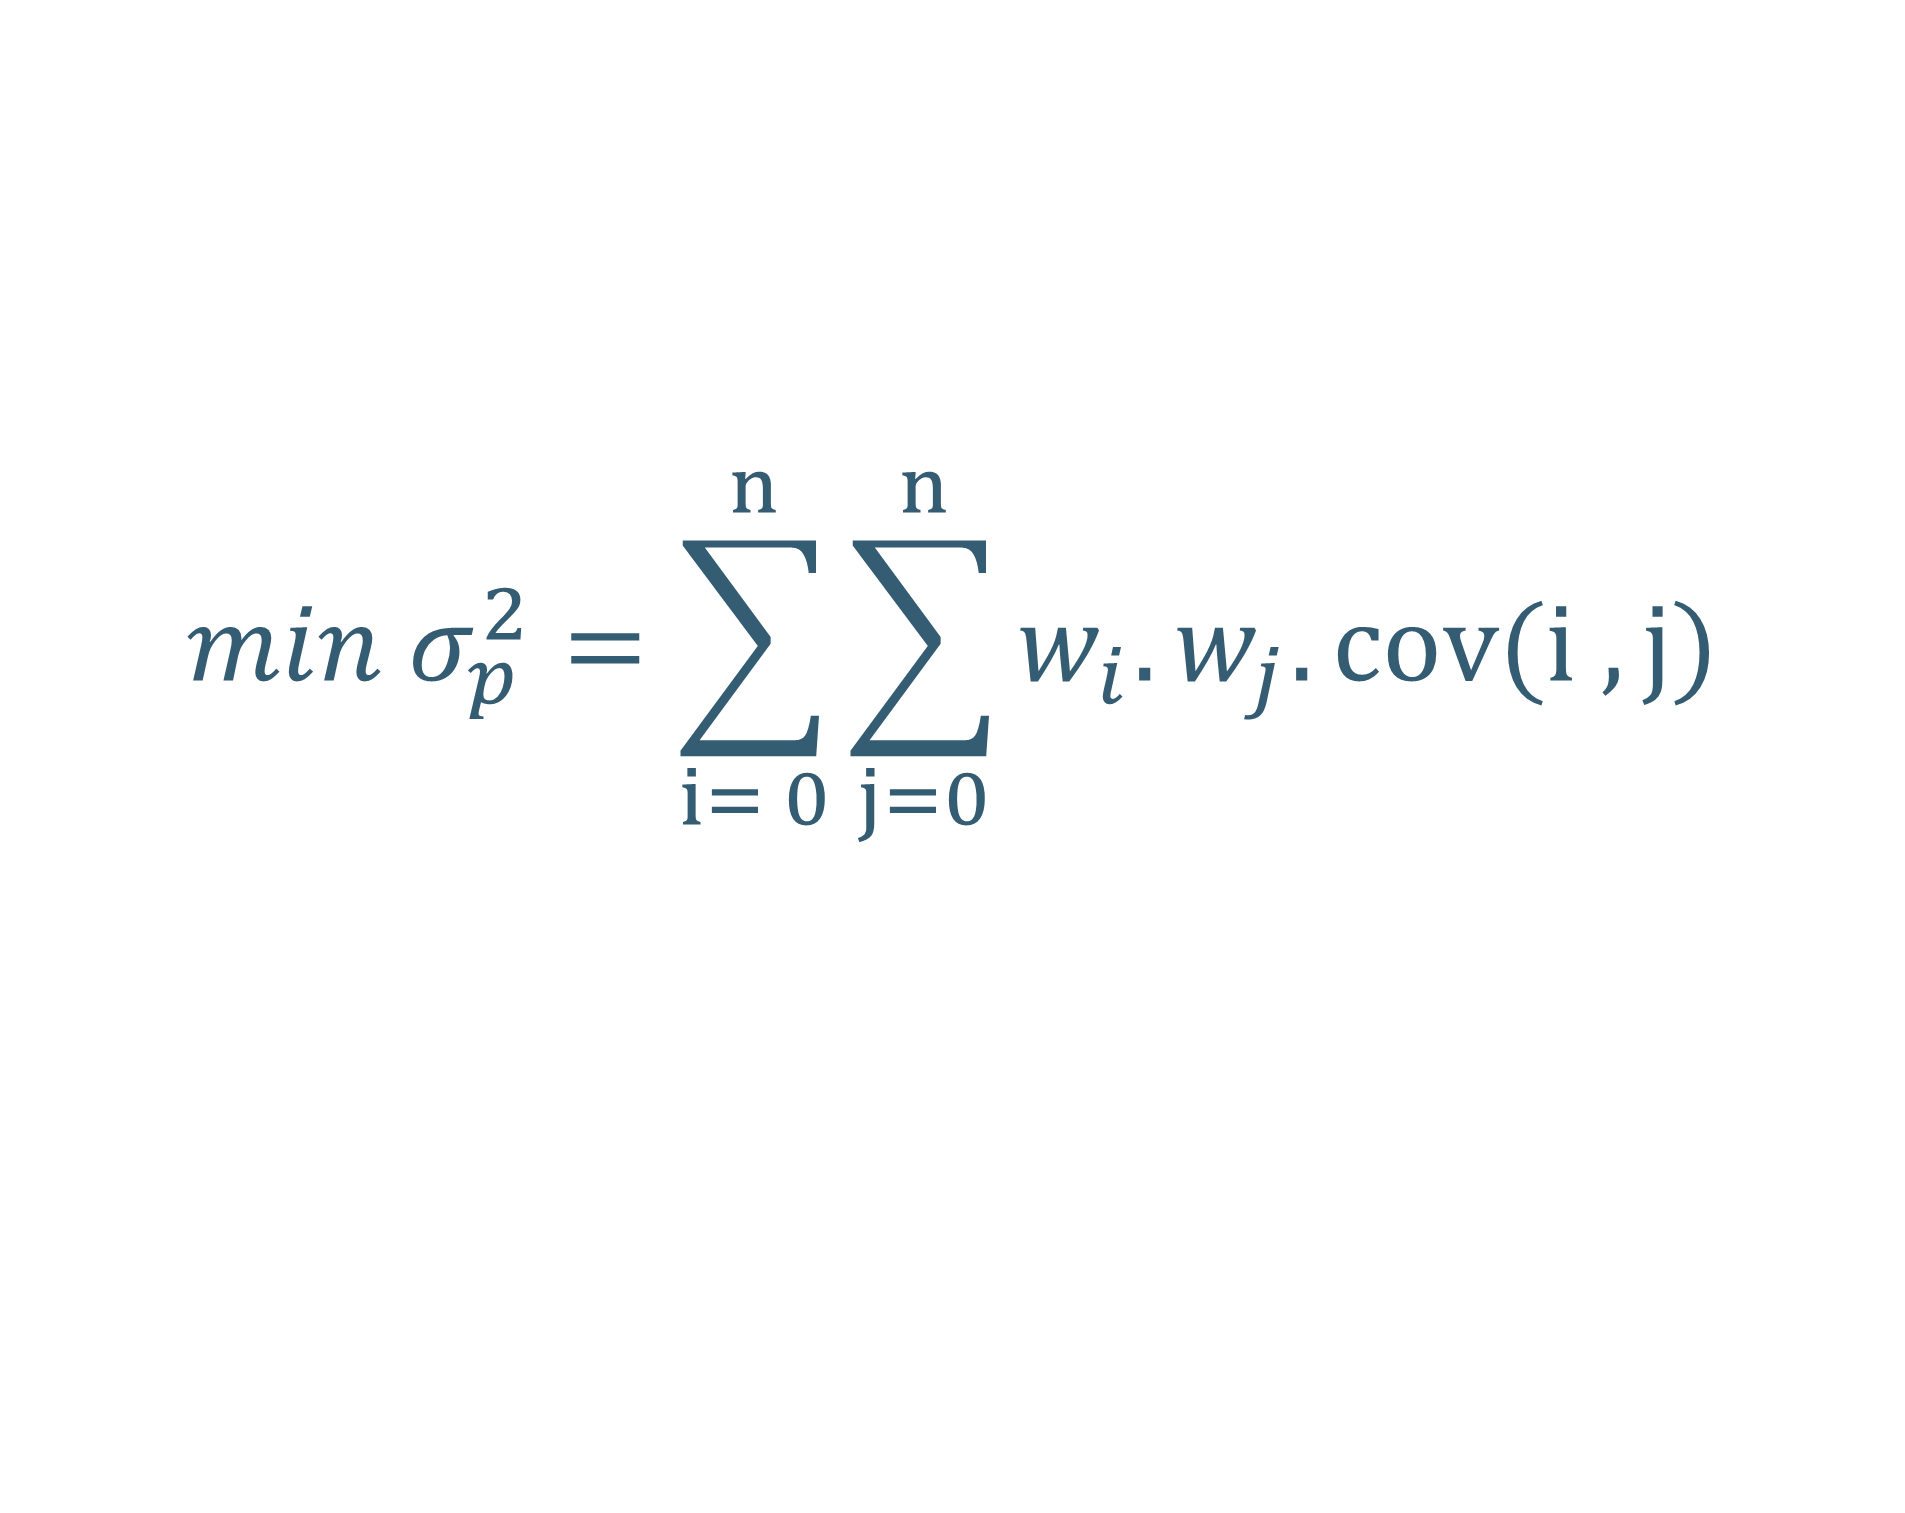 min σ_p^2 = ∑_{i= 0}^{n} ∑_{j=0}^{n} w_i . w_j . cov(i , j)